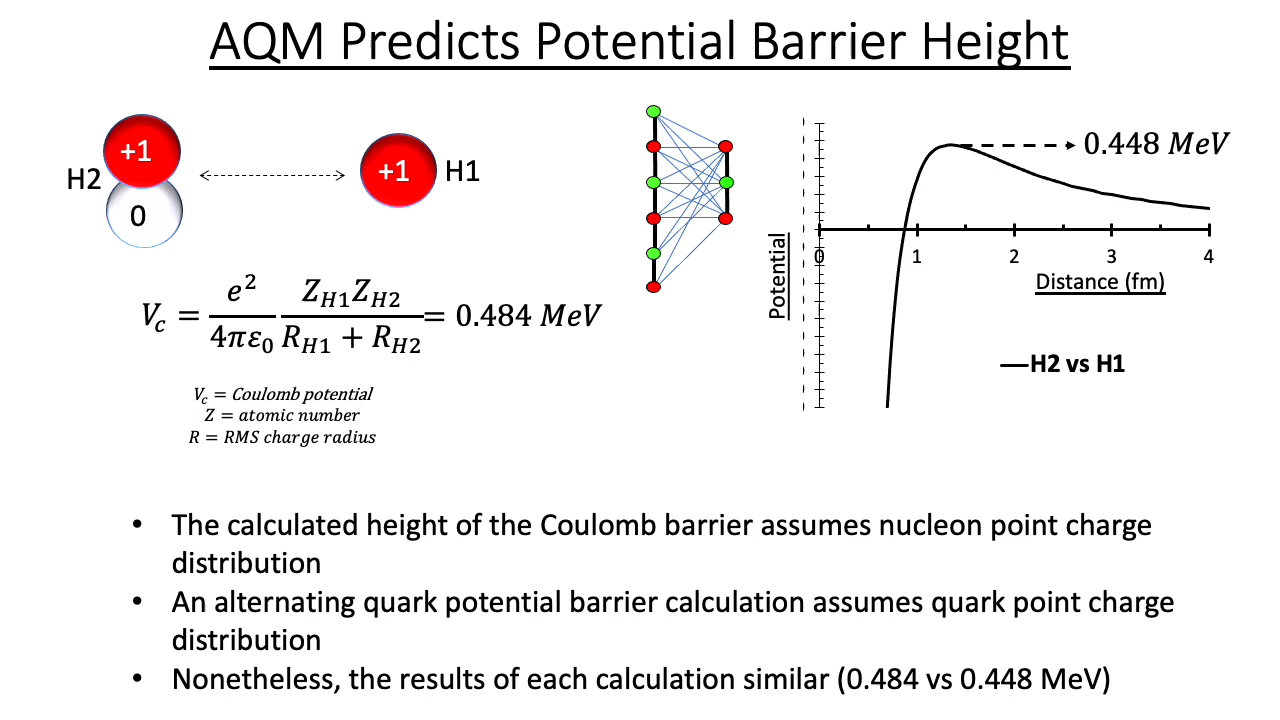 AQM Predicts Potential Barrier Height
H2
+1
0
+1
H1
V_c = e² / 4πε₀ Z_H1 Z_H2 / R_H1 + R_H2 = 0.484 MeV
V_c = Coulomb potential
Z = atomic number
R = RMS charge radius
0.448 MeV
Potential
0 1 2 3 4
Distance (fm)
H2 vs H1
• The calculated height of the Coulomb barrier assumes nucleon point charge
distribution
• An alternating quark potential barrier calculation assumes quark point charge
distribution
• Nonetheless, the results of each calculation similar (0.484 vs 0.448 MeV)